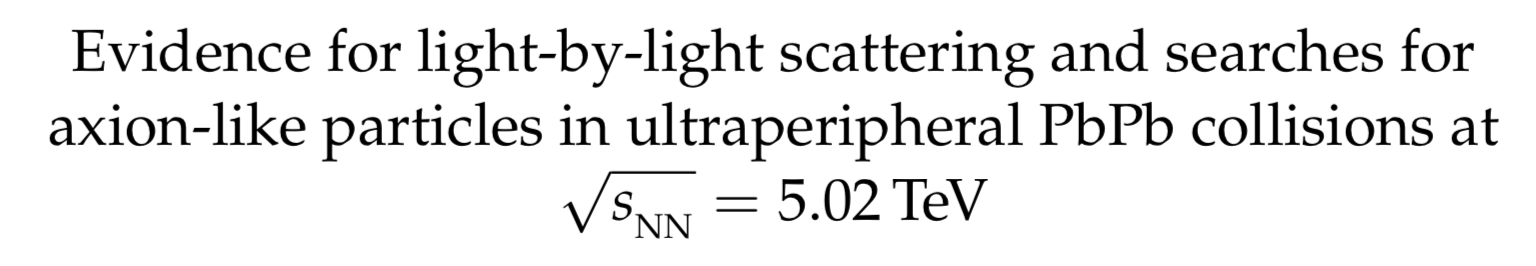 Evidence for light-by-light scattering and searches for
axion-like particles in ultraperipheral PbPb collisions at
√s_NN = 5.02 TeV